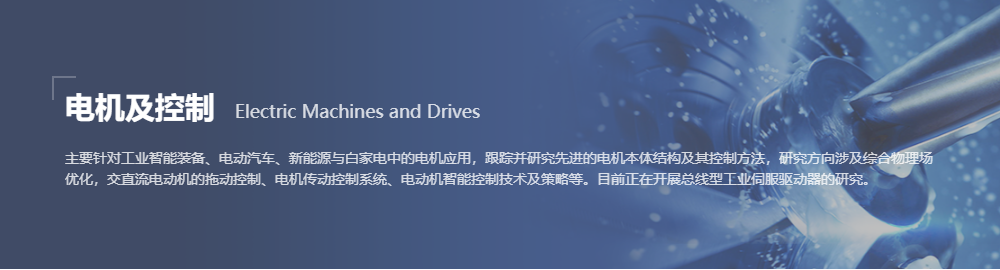 电机及控制 Electric Machines and Drives
主要针对工业智能装备、电动汽车、新能源与白家电中的电机应用，跟踪并研究先进的电机本体结构及其控制方法，研究方向涉及综合物理场
优化，交直流电动机的拖动控制、电机传动控制系统、电动机智能控制技术及策略等。目前正在开展总线型工业伺服驱动器的研究。